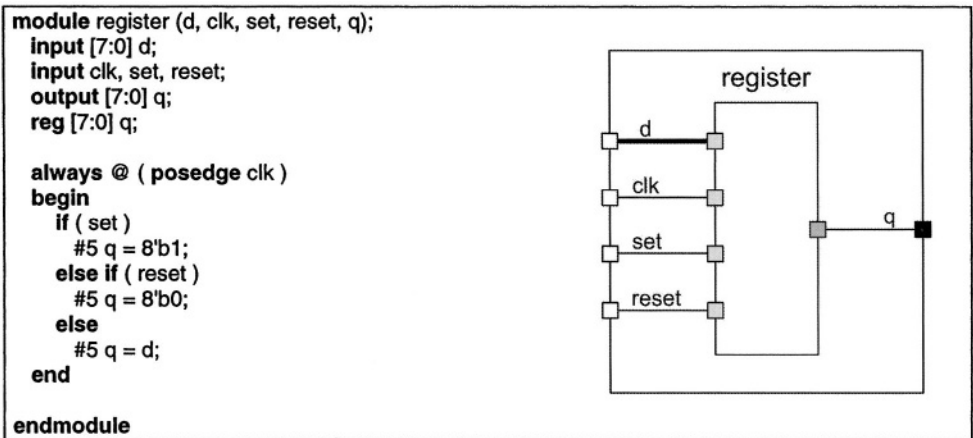 module register (d, clk, set, reset, q);
input [7:0] d;
input clk, set, reset;
output [7:0] q;
reg [7:0] q;
always @ ( posedge clk )
begin
if ( set )
#5 q = 8'b1;
else if ( reset )
#5 q = 8'b0;
else
#5 q = d;
end
endmodule
register
d
clk
set
reset
q